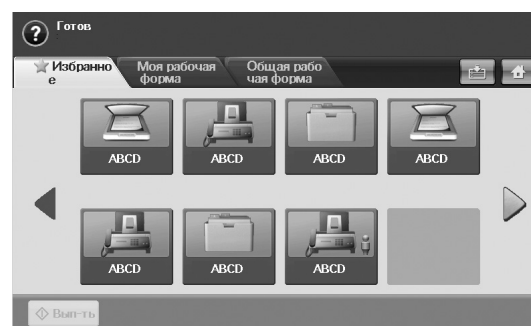 ?
Готов
Избранно
е
Моя рабочая
форма
Общая рабо
чая форма
ABCD
ABCD
ABCD
ABCD
ABCD
ABCD
ABCD
Вып-ть